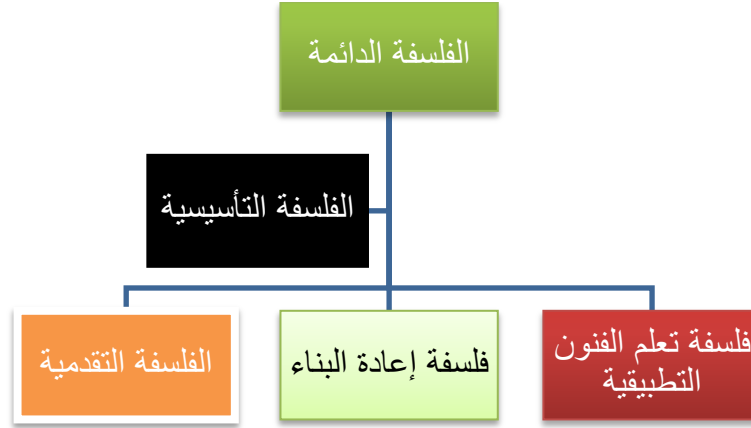 الفلسفة الدائمة
الفلسفة التأسيسية
فلسفة تعلم الفنون
التطبيقية
فلسفة إعادة البناء
الفلسفة التقدمية